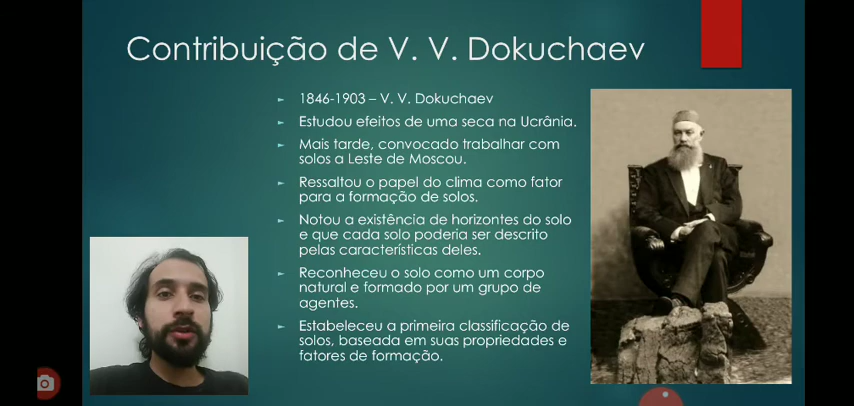 Contribuição de V. V. Dokuchaev
1846-1903 – V. V. Dokuchaev
Estudou efeitos de uma seca na Ucrânia.
Mais tarde, convocado trabalhar com
solos a Leste de Moscou.
Ressaltou o papel do clima como fator
para a formação de solos.
Notou a existência de horizontes do solo
e que cada solo poderia ser descrito
pelas características deles.
Reconheceu o solo como um corpo
natural e formado por um grupo de
agentes.
Estabeleceu a primeira classificação de
solos, baseada em suas propriedades e
fatores de formação.